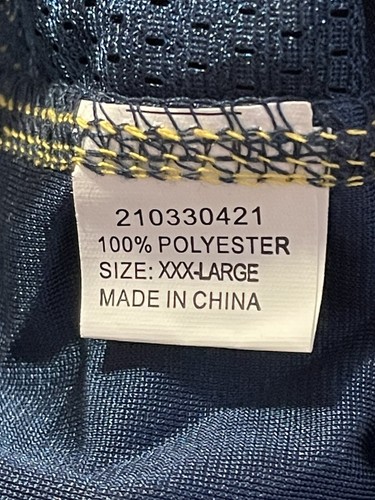 210330421
100% POLYESTER
SIZE: XXX-LARGE
MADE IN CHINA